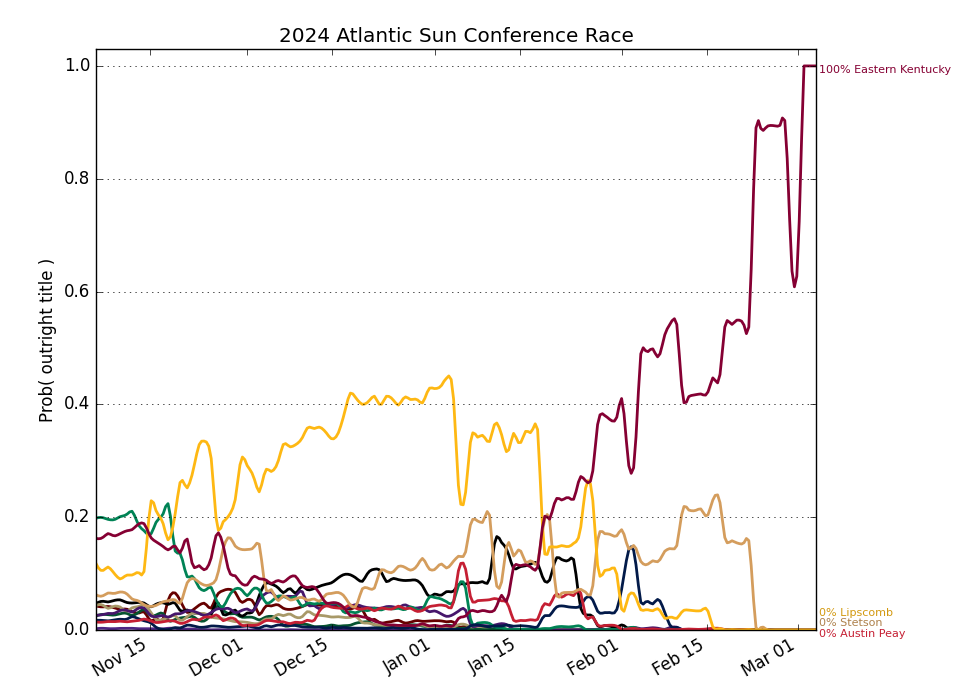 2024 Atlantic Sun Conference Race
1.0
100% Eastern Kentucky
0.8
0.6
Prob( outright title )
0.4
0.2
0% Lipscomb
0% Stetson
0.0
0% Austin Peay
Nov 15
Dec 01
Dec 15
Jan 01
Jan 15
Feb 01
Feb 15
Mar 01